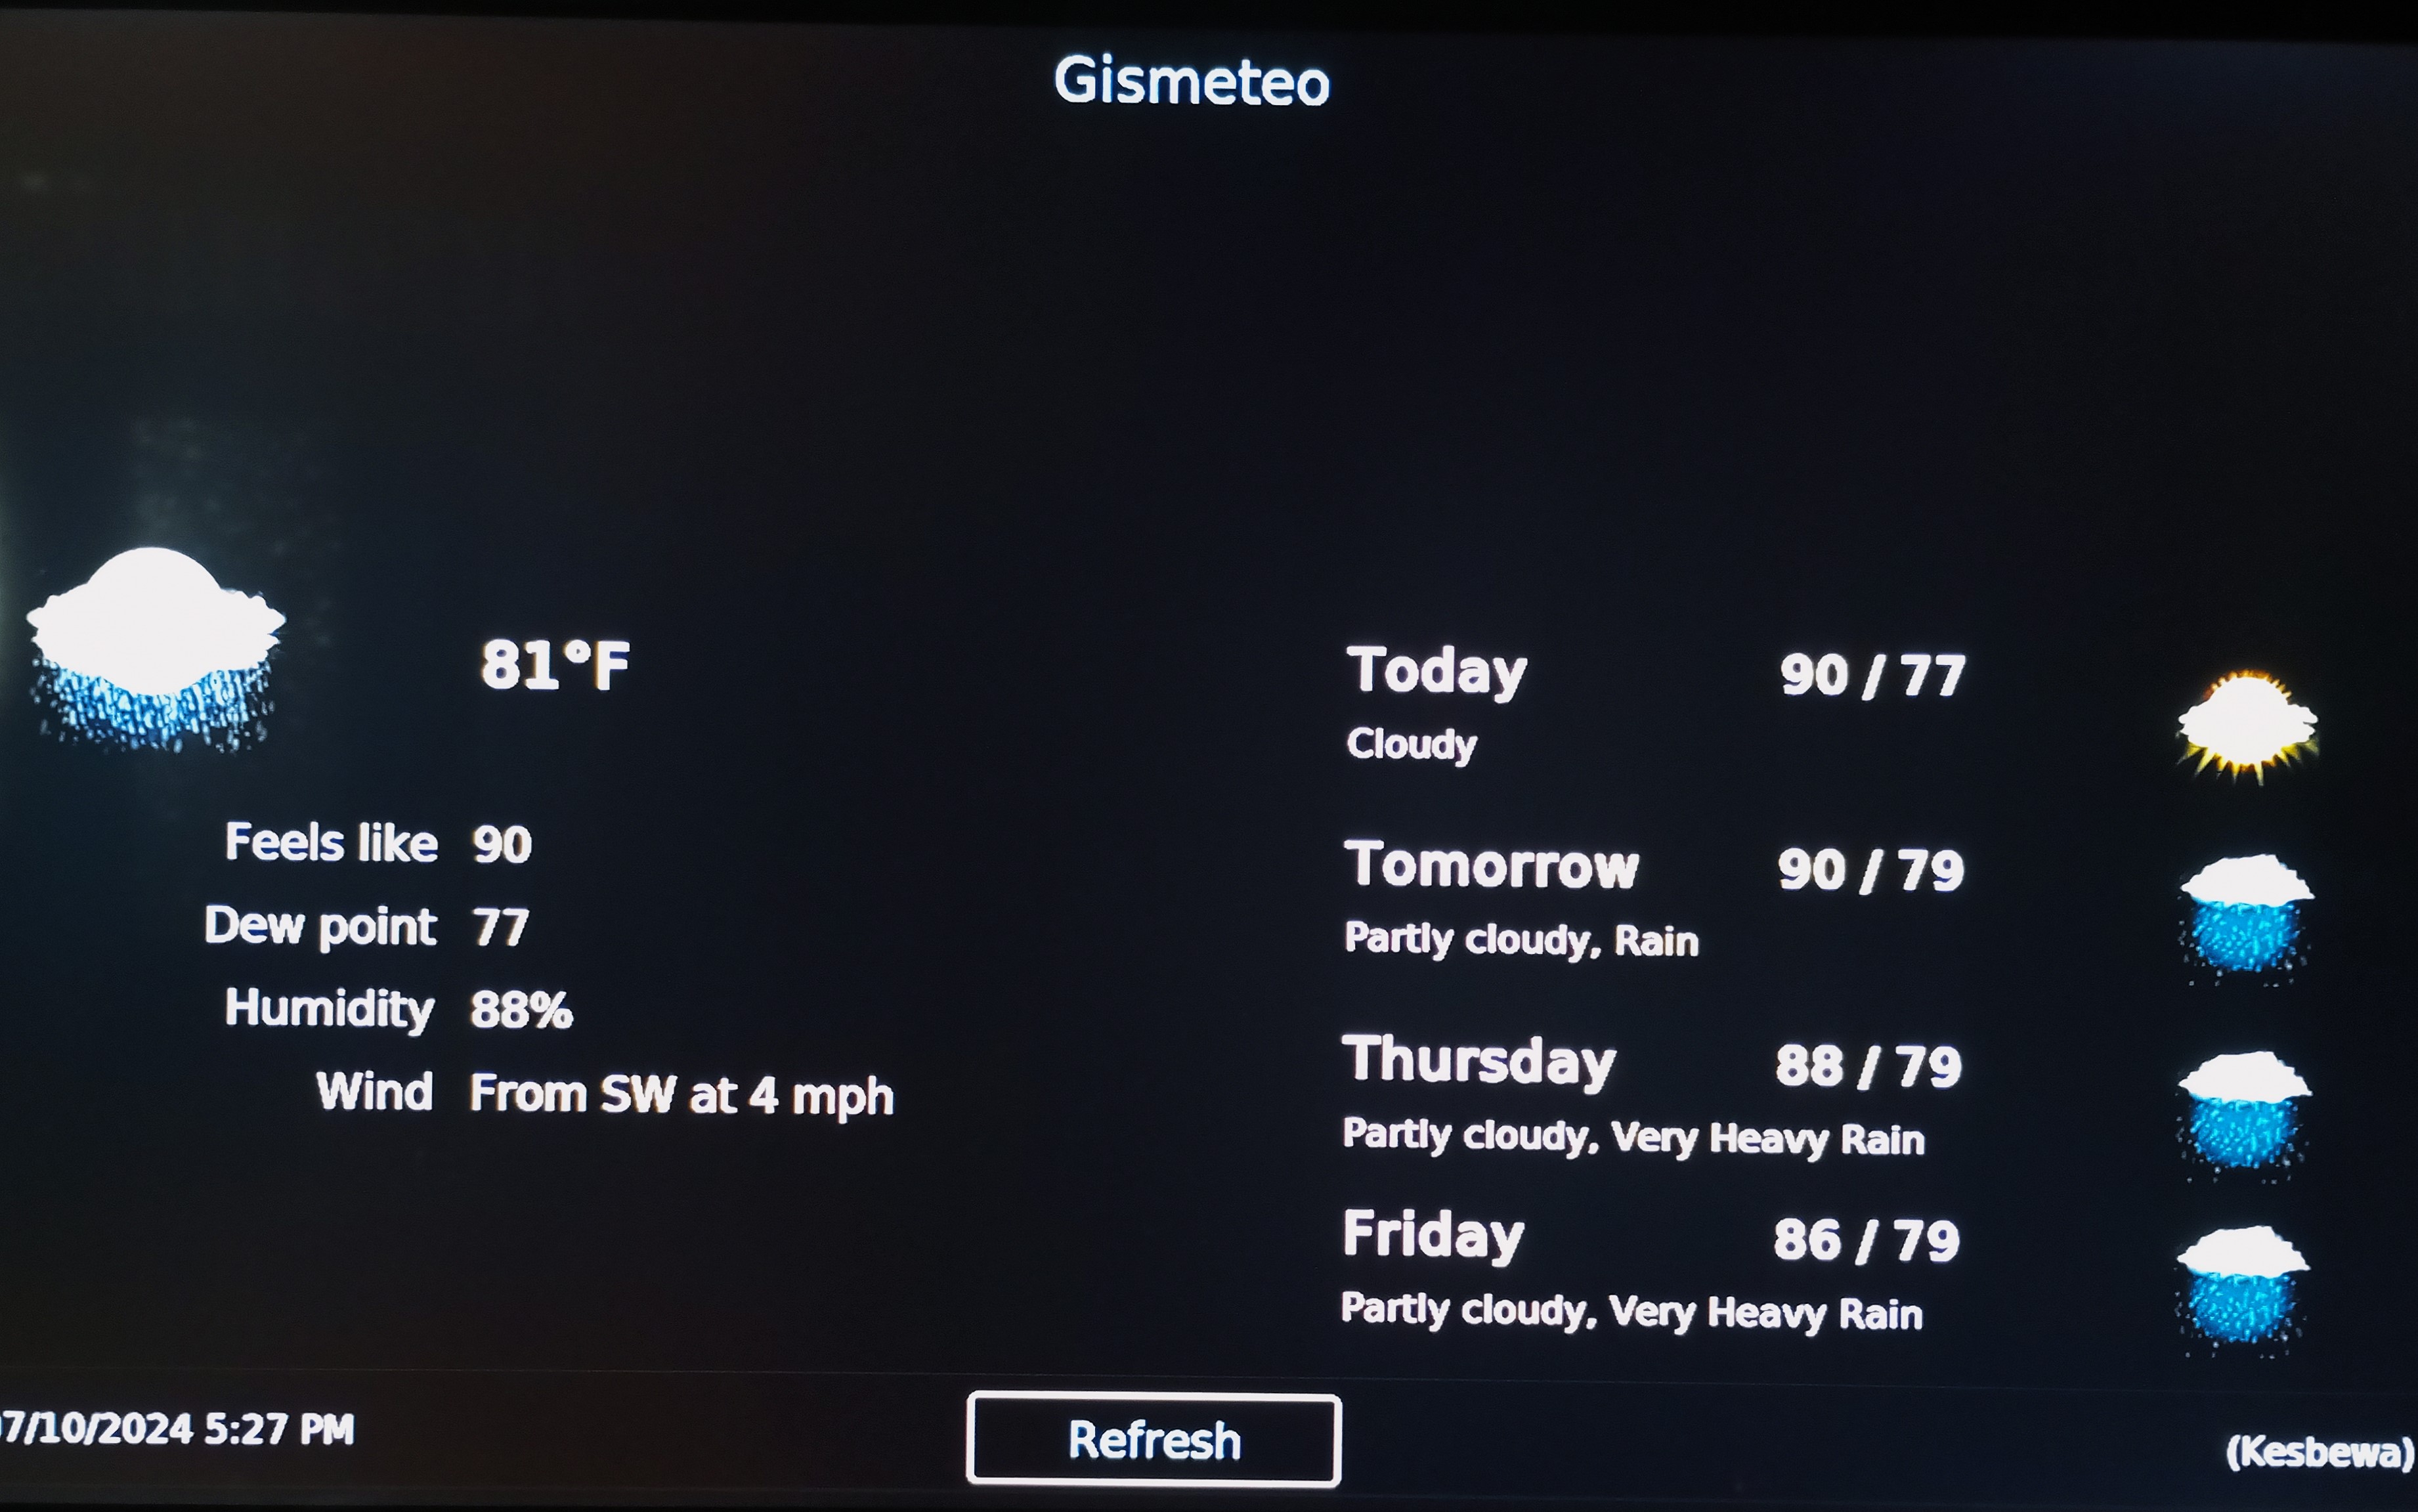 Gismeteo
81°F
Feels like 90
Dew point 77
Humidity 88%
Wind From SW at 4 mph
Today 90 / 77
Cloudy
Tomorrow 90 / 79
Partly cloudy, Rain
Thursday 88 / 79
Partly cloudy, Very Heavy Rain
Friday 86 / 79
Partly cloudy, Very Heavy Rain
7/10/2024 5:27 PM
Refresh
(Kesbewa)